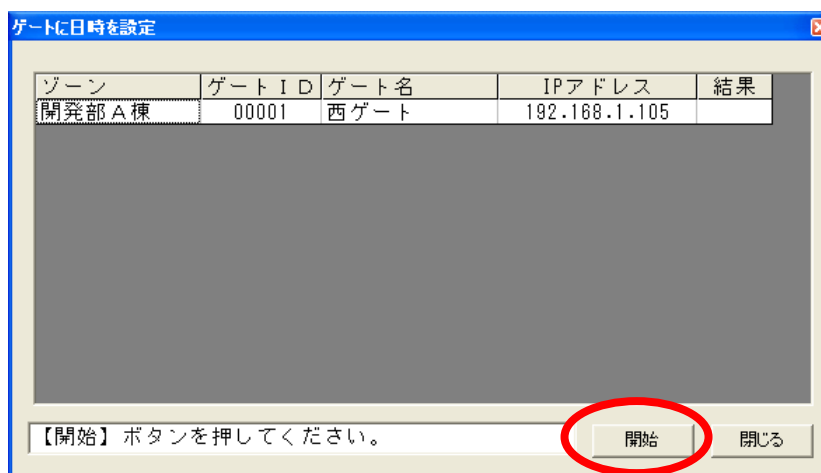 ゲートに日時を設定
ゾーン ゲートID ゲート名 IPアドレス 結果
開発部A棟 00001 西ゲート 192.168.1.105
【開始】ボタンを押してください。 開始 閉じる